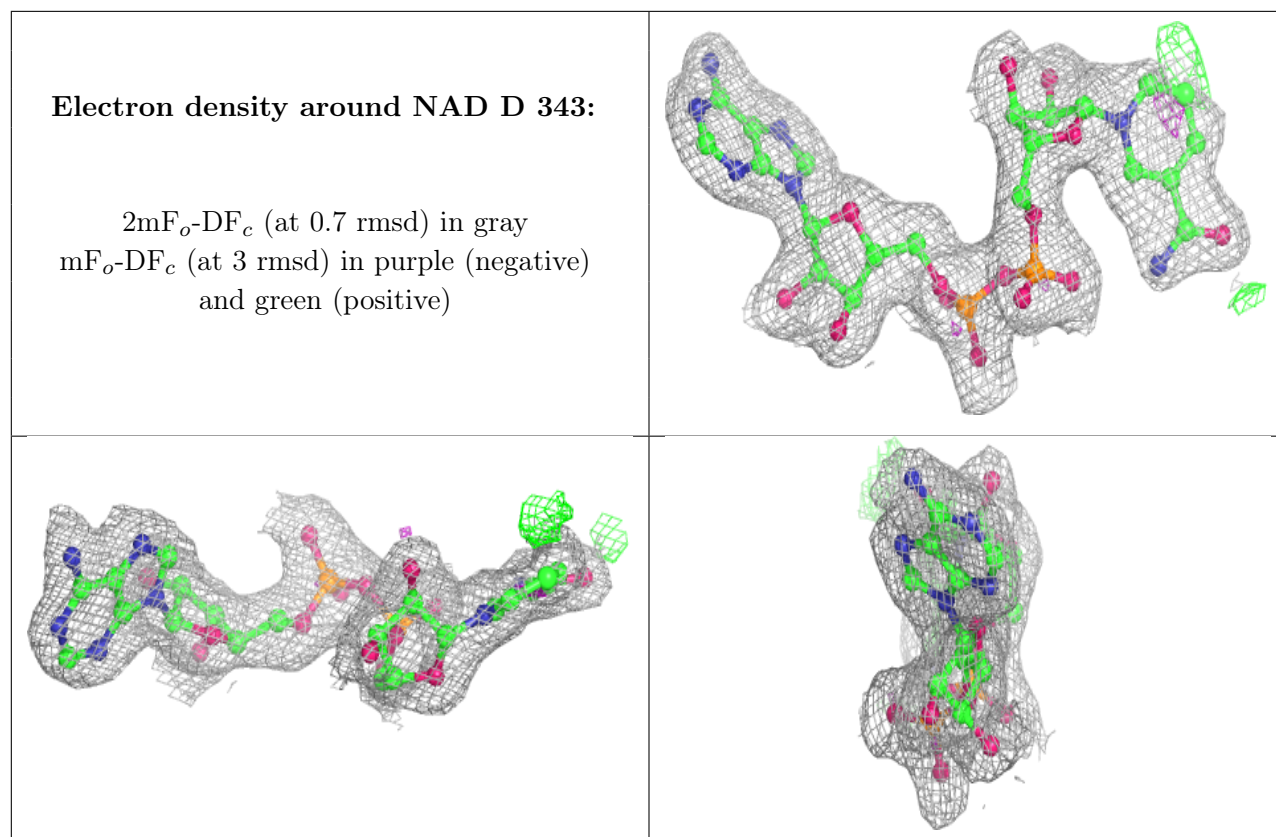 Electron density around NAD D 343:
2mFo-DFc (at 0.7 rmsd) in gray
mFo-DFc (at 3 rmsd) in purple (negative)
and green (positive)